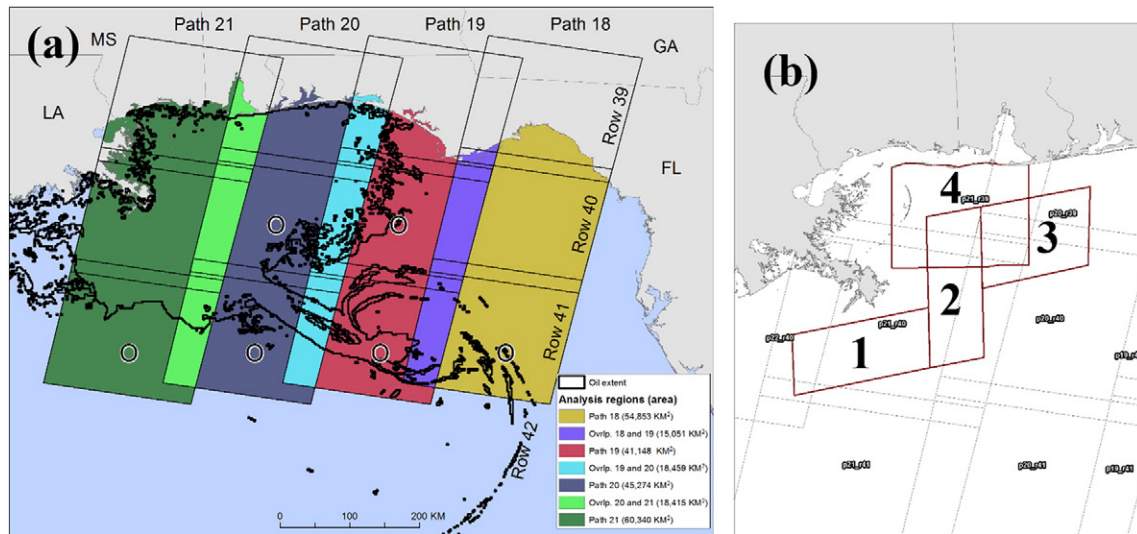 (a)
Path 21
Path 20
Path 19
Path 18
MS
GA
LA
FL
Row 39
Row 40
Row 41
Row 42
Oil extent
Analysis regions (area)
Path 18 (54,853 KM²)
Ovrlp. 18 and 19 (15,051 KM²)
Path 19 (41,148 KM²)
Ovrlp. 19 and 20 (18,459 KM²)
Path 20 (45,274 KM²)
Ovrlp. 20 and 21 (18,415 KM²)
Path 21 (60,340 KM²)
0 100 200 KM
(b)
4
p21_r39
p20_r39
3
2
p21_r40
p20_r40
p22_r40
1
p21_r41
p20_r41
p19_r41